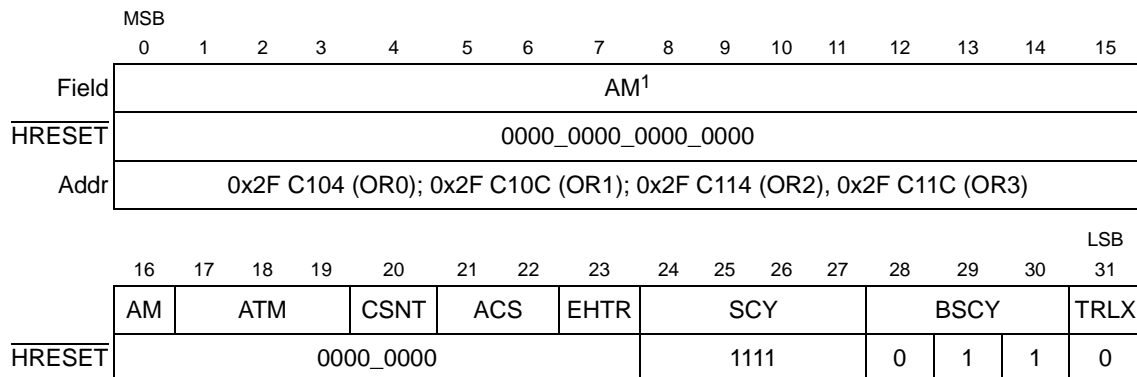 MSB
0 1 2 3 4 5 6 7 8 9 10 11 12 13 14 15
Field AM1
HRESET 0000_0000_0000_0000
Addr 0x2F C104 (OR0); 0x2F C10C (OR1); 0x2F C114 (OR2), 0x2F C11C (OR3)
LSB
16 17 18 19 20 21 22 23 24 25 26 27 28 29 30 31
AM ATM CSNT ACS EHTR SCY BSCY TRLX
HRESET 0000_0000 1111 0 1 1 0